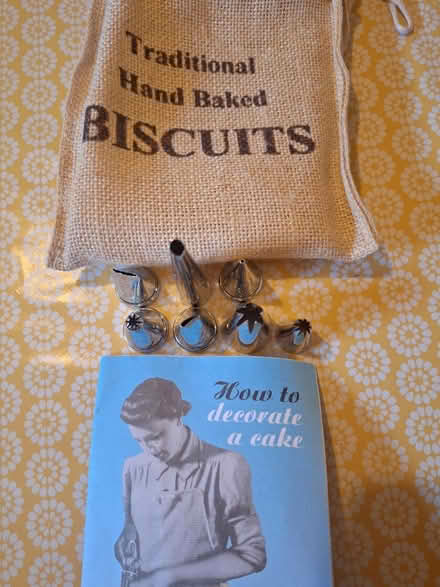 Traditional
Hand Baked
BISCUITS
How to
decorate
a cake